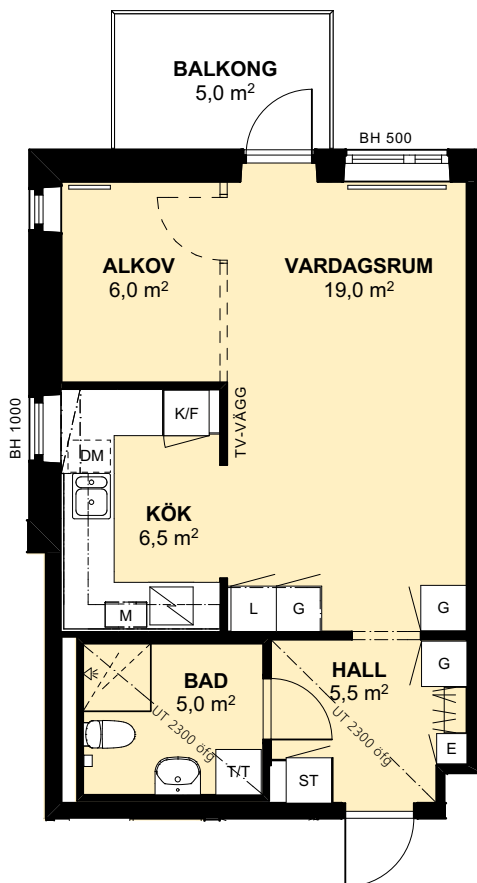 BALKONG
5,0 m²
BH 500
ALKOV
6,0 m²
VARDAGSRUM
19,0 m²
BH 1000
K/F
TV-VÄGG
DM
KÖK
6,5 m²
M
L
G
G
G
HALL
5,5 m²
BAD
5,0 m²
UT 2300 öfg
UT 2300 öfg
E
T/T
ST